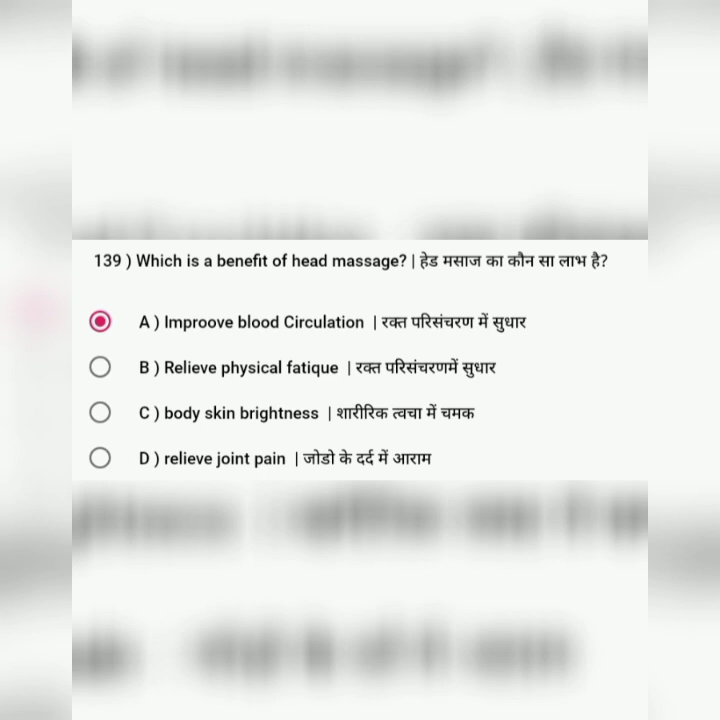 139 ) Which is a benefit of head massage? | हेड मसाज का कौन सा लाभ है?
A ) Improove blood Circulation | रक्त परिसंचरण में सुधार
B ) Relieve physical fatique | रक्त परिसंचरणमें सुधार
C ) body skin brightness | शारीरिक त्वचा में चमक
D ) relieve joint pain | जोडो के दर्द में आराम